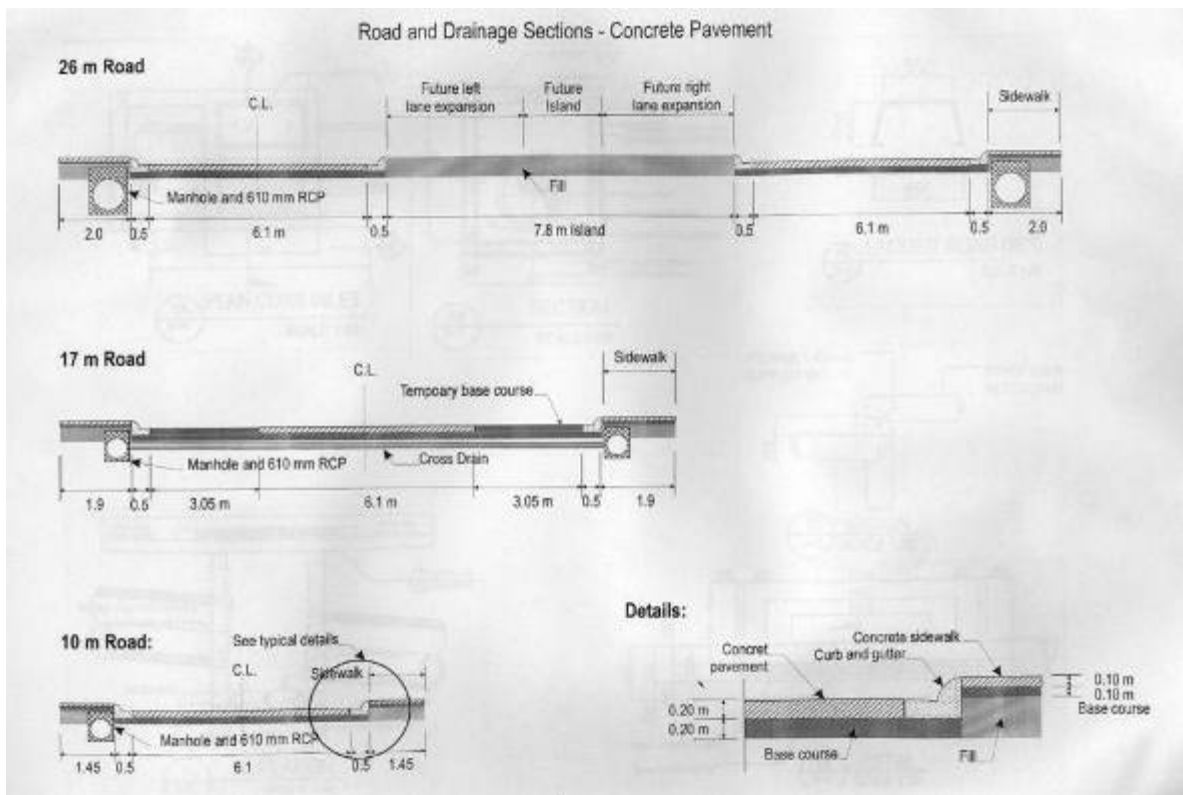 Road and Drainage Sections - Concrete Pavement
26 m Road
Future left
lane expansion
Future
Island
Future right
lane expansion
C.L.
Sidewalk
Manhole and 610 mm RCP
Fill
2.0
0.5
6.1 m
0.5
7.8 m island
0.5
6.1 m
0.5
2.0
17 m Road
C.L.
Sidewalk
Tempoary base course
Manhole and 610 mm RCP
Cross Drain
1.9
0.5
3.05 m
6.1 m
3.05 m
0.5
1.9
10 m Road:
See typical details
Sidewalk
C.L.
Manhole and 610 mm RCP
1.45
0.5
6.1
0.5
1.45
Details:
Concret
pavement
Concrete sidewalk
Curb and gutter
0.10 m
0.10 m
Base course
0.20 m
0.20 m
Base course
Fill